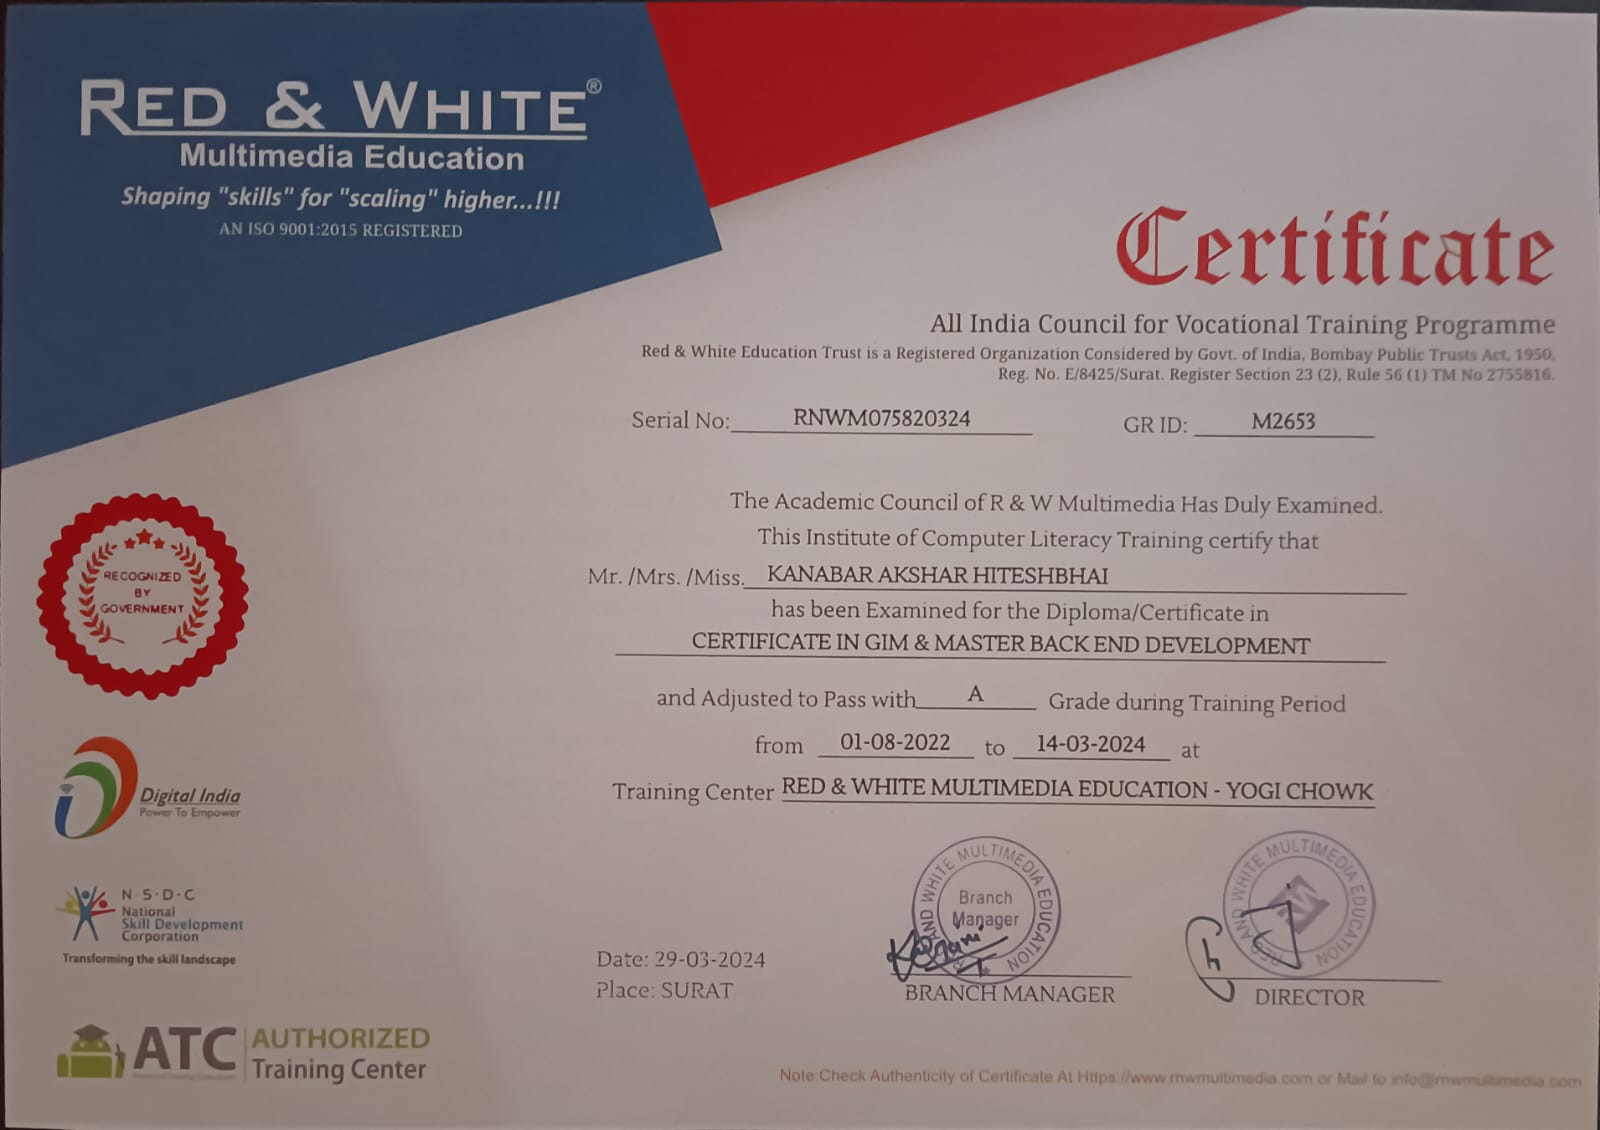 RED & WHITE®
Multimedia Education
Shaping "skills" for "scaling" higher...!!!
AN ISO 9001:2015 REGISTERED
Certificate
All India Council for Vocational Training Programme
Red & White Education Trust is a Registered Organization Considered by Govt. of India, Bombay Public Trusts Act, 1950.
Reg. No. E/8425/Surat. Register Section 23 (2), Rule 56 (1) TM No 2755816.
Serial No: RNWM075820324 GR ID: M2653
The Academic Council of R & W Multimedia Has Duly Examined.
This Institute of Computer Literacy Training certify that
Mr. /Mrs. /Miss. KANABAR AKSHAR HITESHBHAI
has been Examined for the Diploma/Certificate in
CERTIFICATE IN GIM & MASTER BACK END DEVELOPMENT
and Adjusted to Pass with A Grade during Training Period
from 01-08-2022 to 14-03-2024 at
Training Center RED & WHITE MULTIMEDIA EDUCATION - YOGI CHOWK
RECOGNIZED
BY
GOVERNMENT
Digital India
Power To Empower
N·S·D·C
National
Skill Development
Corporation
Transforming the skill landscape
ATC AUTHORIZED
Training Center
RED AND WHITE MULTIMEDIA EDUCATION
Branch
Manager
RED AND WHITE MULTIMEDIA EDUCATION
Date: 29-03-2024
Place: SURAT
BRANCH MANAGER
DIRECTOR
Note:Check Authenticity of Certificate At Https://www.rnwmultimedia.com or Mail to info@rnwmultimedia.com